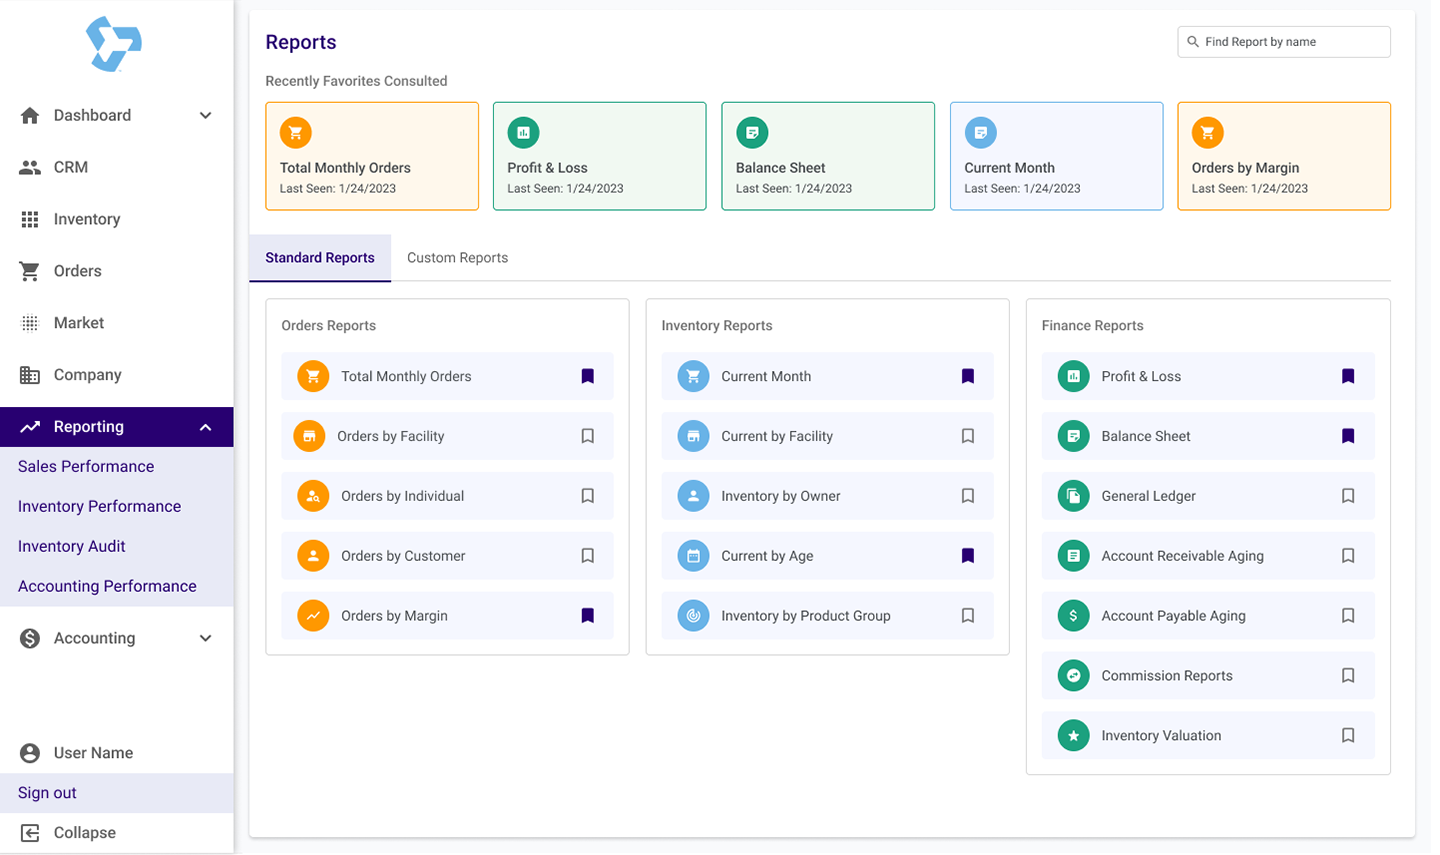 Reports
Find Report by name
Recently Favorites Consulted
Total Monthly Orders
Last Seen: 1/24/2023
Profit & Loss
Last Seen: 1/24/2023
Balance Sheet
Last Seen: 1/24/2023
Current Month
Last Seen: 1/24/2023
Orders by Margin
Last Seen: 1/24/2023
Dashboard
CRM
Inventory
Orders
Market
Company
Reporting
Sales Performance
Inventory Performance
Inventory Audit
Accounting Performance
Accounting
User Name
Sign out
Collapse
Standard Reports
Custom Reports
Orders Reports
Total Monthly Orders
Orders by Facility
Orders by Individual
Orders by Customer
Orders by Margin
Inventory Reports
Current Month
Current by Facility
Inventory by Owner
Current by Age
Inventory by Product Group
Finance Reports
Profit & Loss
Balance Sheet
General Ledger
Account Receivable Aging
Account Payable Aging
Commission Reports
Inventory Valuation